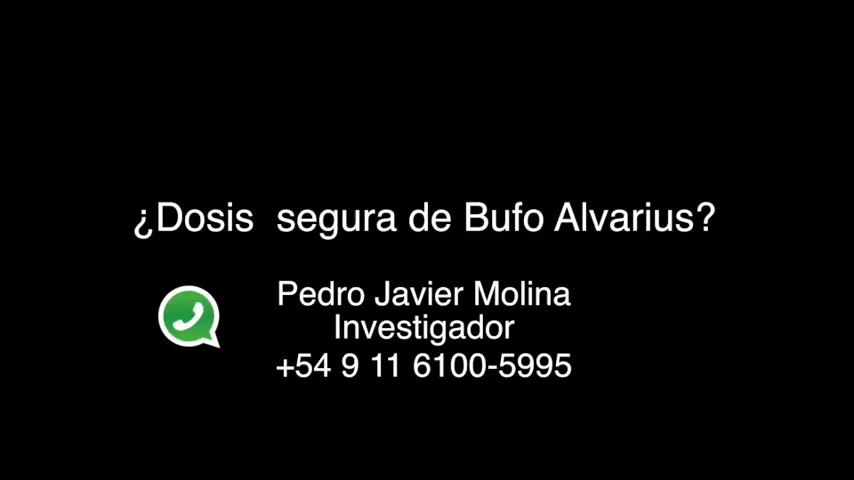 ¿Dosis  segura de Bufo Alvarius?
Pedro Javier Molina
Investigador
+54 9 11 6100-5995